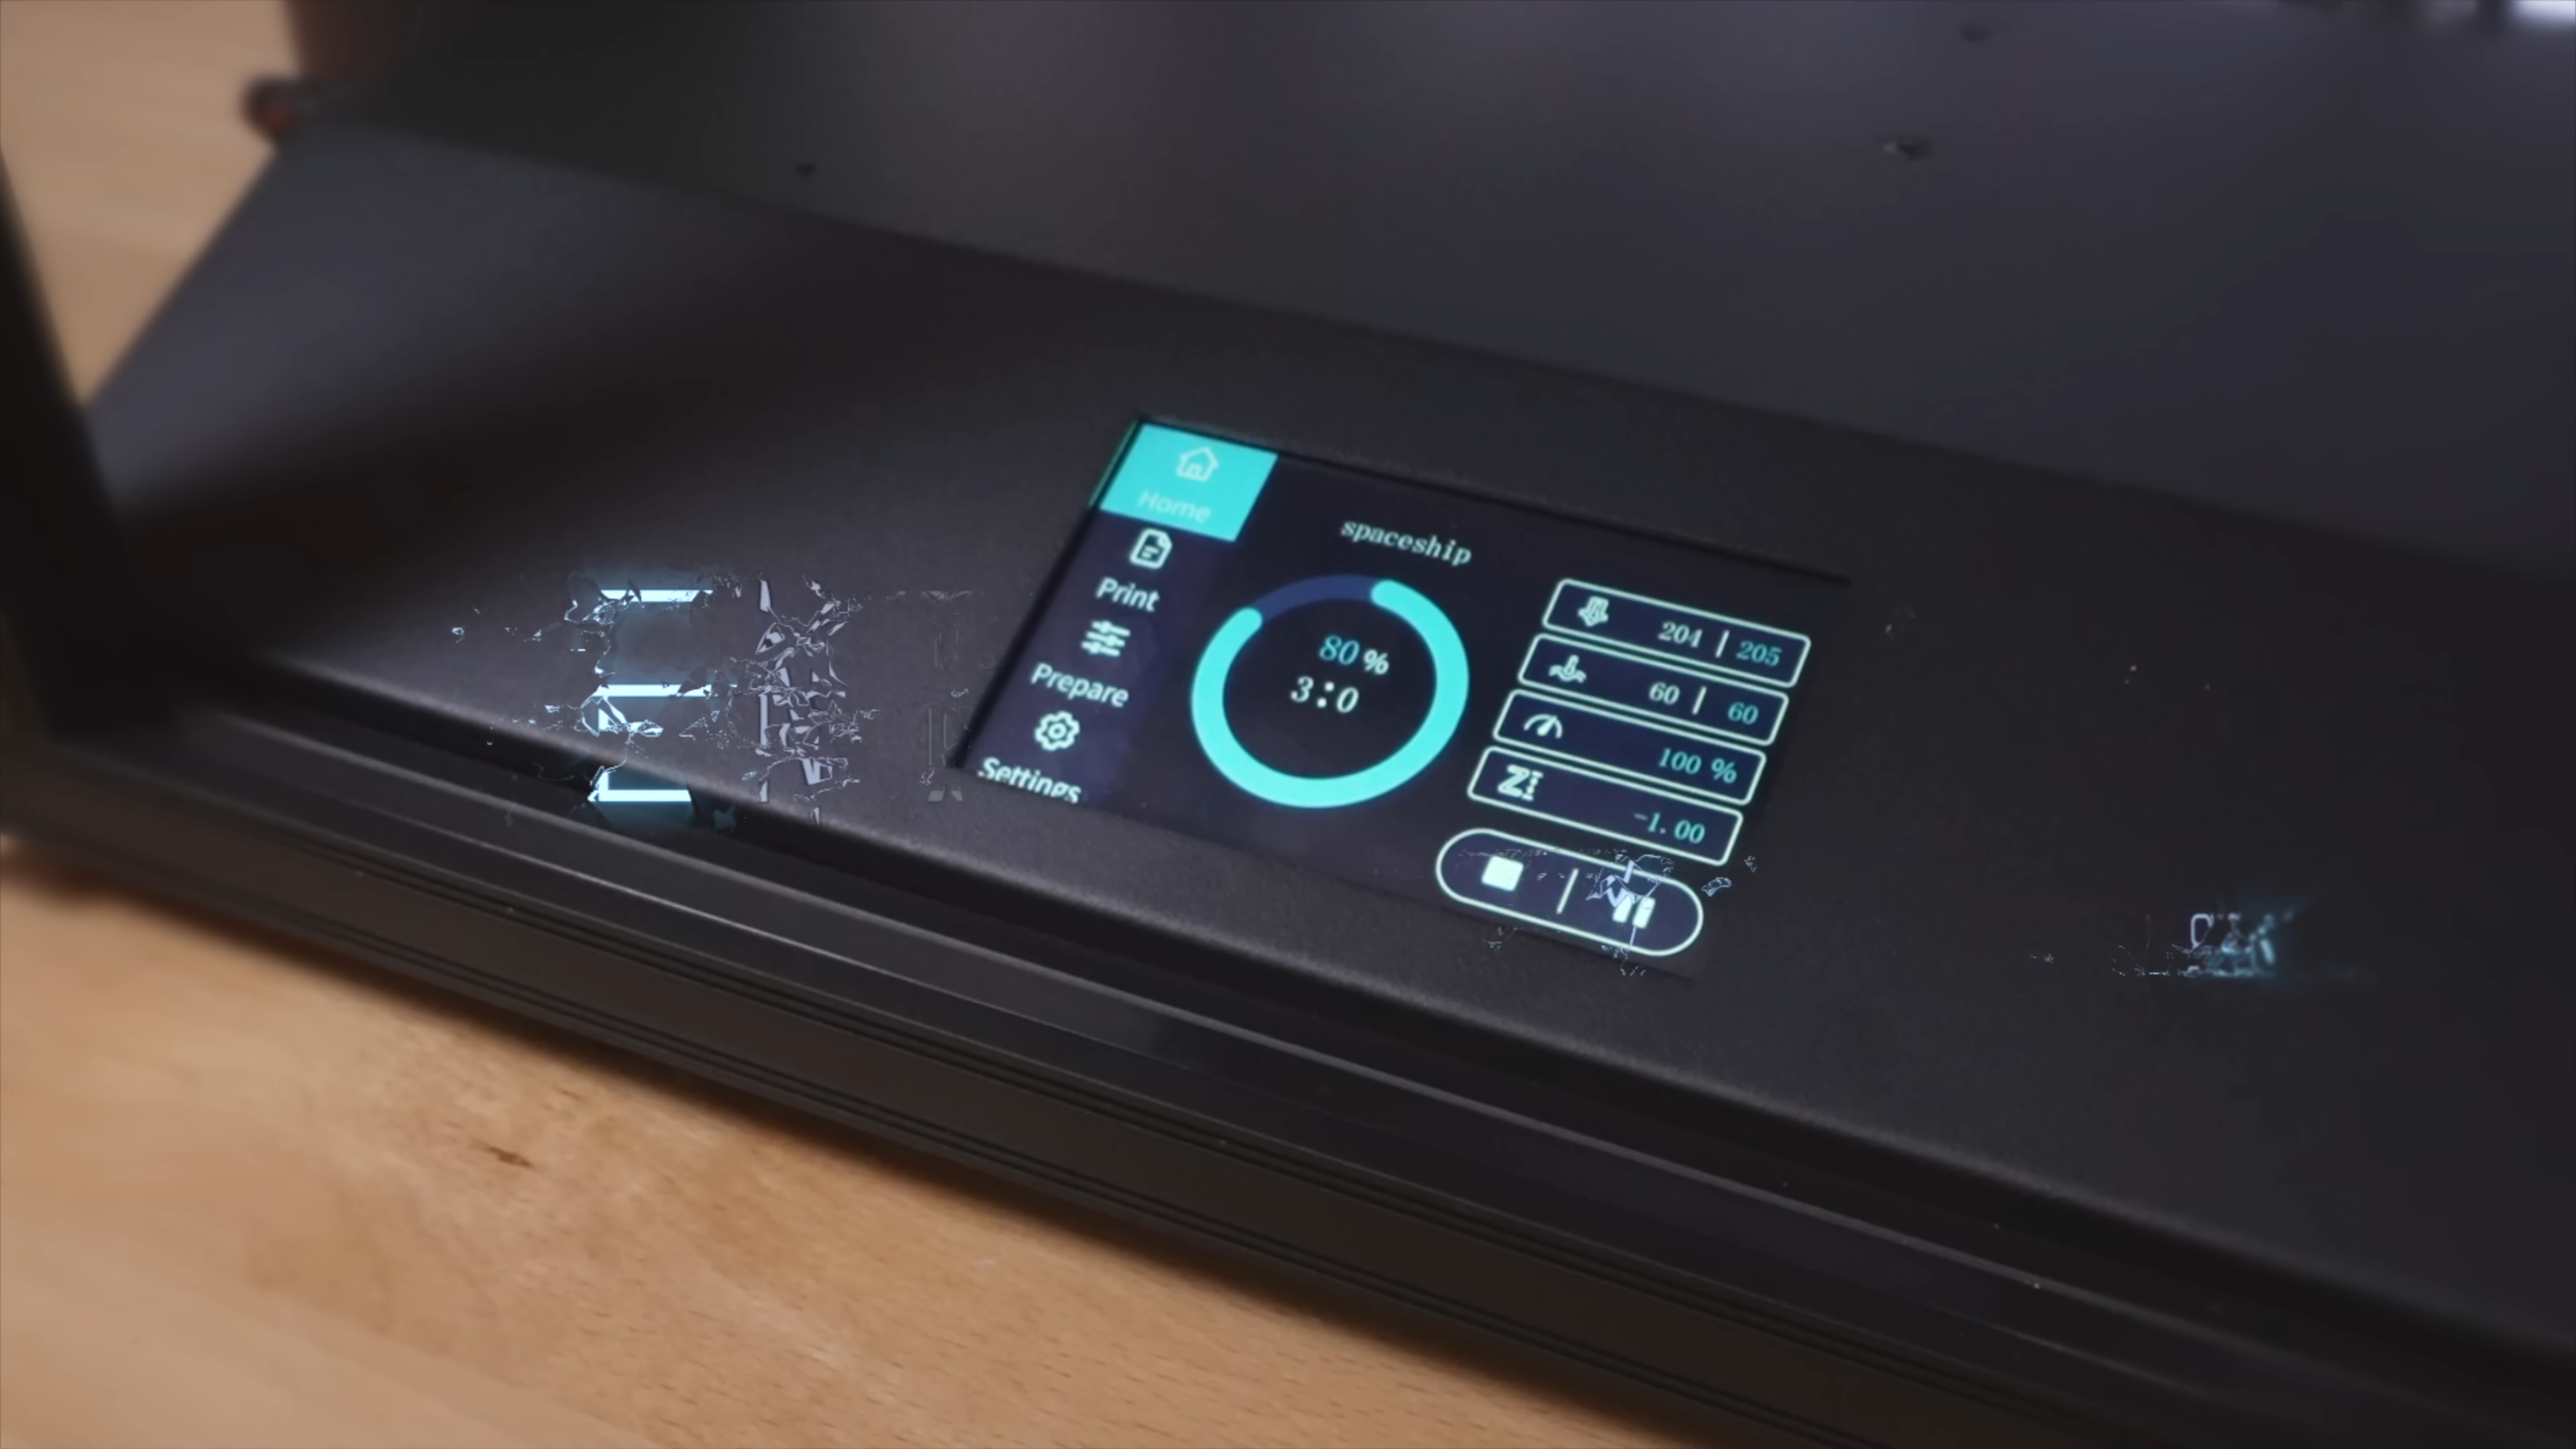 Home
Print
Prepare
Settings
spaceship
80 %
3:0
204 | 205
60 | 60
100 %
Z
-1.00